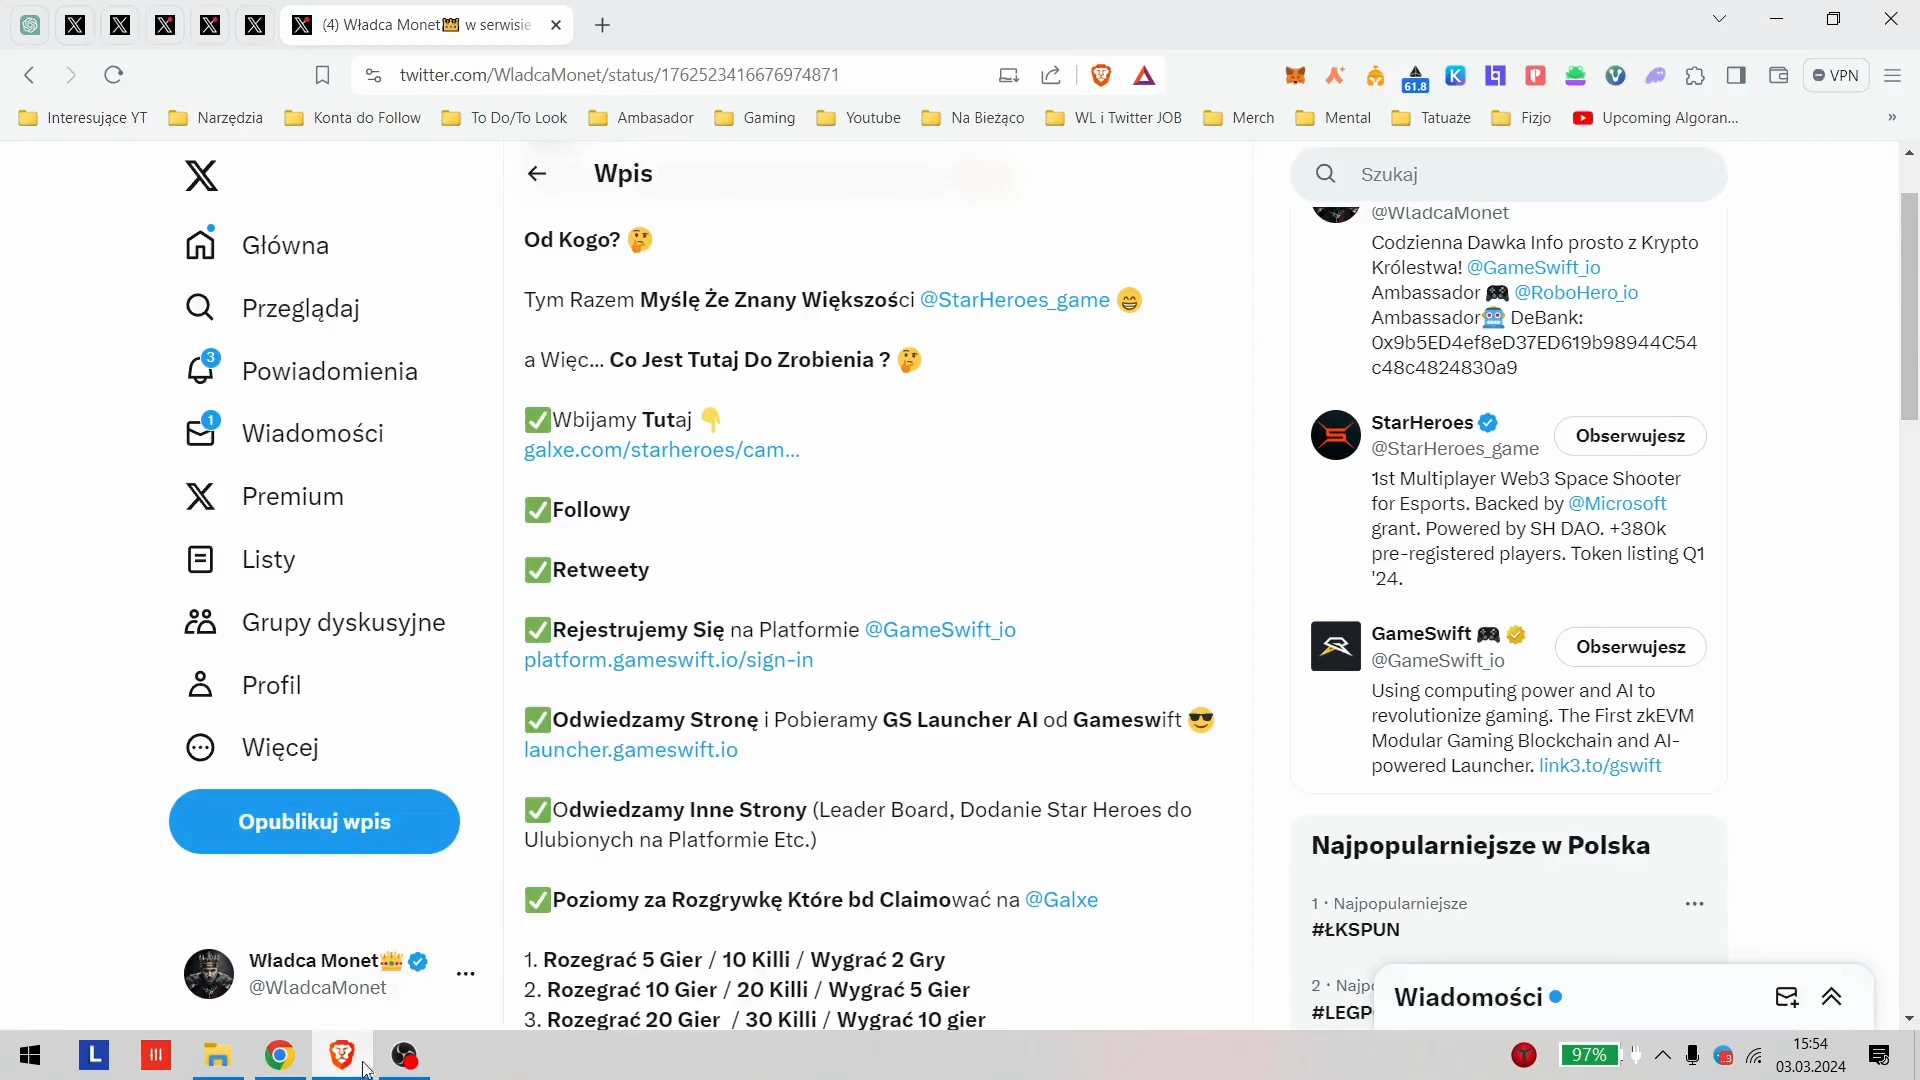 (4) Władca Monet w serwisie
twitter.com/WladcaMonet/status/1762523416676974871
61.8
VPN
Interesujące YT
Narzędzia
Konta do Follow
To Do/To Look
Ambasador
Gaming
Youtube
Na Bieżąco
WL i Twitter JOB
Merch
Mental
Tatuaże
Fizjo
Upcoming Algoran...
»
Główna
Przeglądaj
3
Powiadomienia
1
Wiadomości
Premium
Listy
Grupy dyskusyjne
Profil
Więcej
Opublikuj wpis
Władca Monet
@WladcaMonet
Wpis
Od Kogo? 🤔
Tym Razem Myślę Że Znany Większości @StarHeroes_game 😁
a Więc... Co Jest Tutaj Do Zrobienia ? 🤔
✅Wbijamy Tutaj 👇
galxe.com/starheroes/cam...
✅Followy
✅Retweety
✅Rejestrujemy Się na Platformie @GameSwift_io
platform.gameswift.io/sign-in
✅Odwiedzamy Stronę i Pobieramy GS Launcher AI od Gameswift 😎
launcher.gameswift.io
✅Odwiedzamy Inne Strony (Leader Board, Dodanie Star Heroes do
Ulubionych na Platformie Etc.)
✅Poziomy za Rozgrywkę Które bd Claimować na @Galxe
1. Rozegrać 5 Gier / 10 Killi / Wygrać 2 Gry
2. Rozegrać 10 Gier / 20 Killi / Wygrać 5 Gier
3. Rozegrać 20 Gier / 30 Killi / Wygrać 10 gier
Szukaj
@WladcaMonet
Codzienna Dawka Info prosto z Krypto
Królestwa! @GameSwift_io
Ambassador 🎮 @RoboHero_io
Ambassador🤖 DeBank:
0x9b5ED4ef8eD37ED619b98944C54
c48c4824830a9
StarHeroes
@StarHeroes_game
Obserwujesz
1st Multiplayer Web3 Space Shooter
for Esports. Backed by @Microsoft
grant. Powered by SH DAO. +380k
pre-registered players. Token listing Q1
'24.
GameSwift 🎮
@GameSwift_io
Obserwujesz
Using computing power and AI to
revolutionize gaming. The First zkEVM
Modular Gaming Blockchain and AI-
powered Launcher. link3.to/gswift
Najpopularniejsze w Polska
1 · Najpopularniejsze
#ŁKSPUN
2 · Najpo
#LEGP
Wiadomości
97%
15:54
03.03.2024